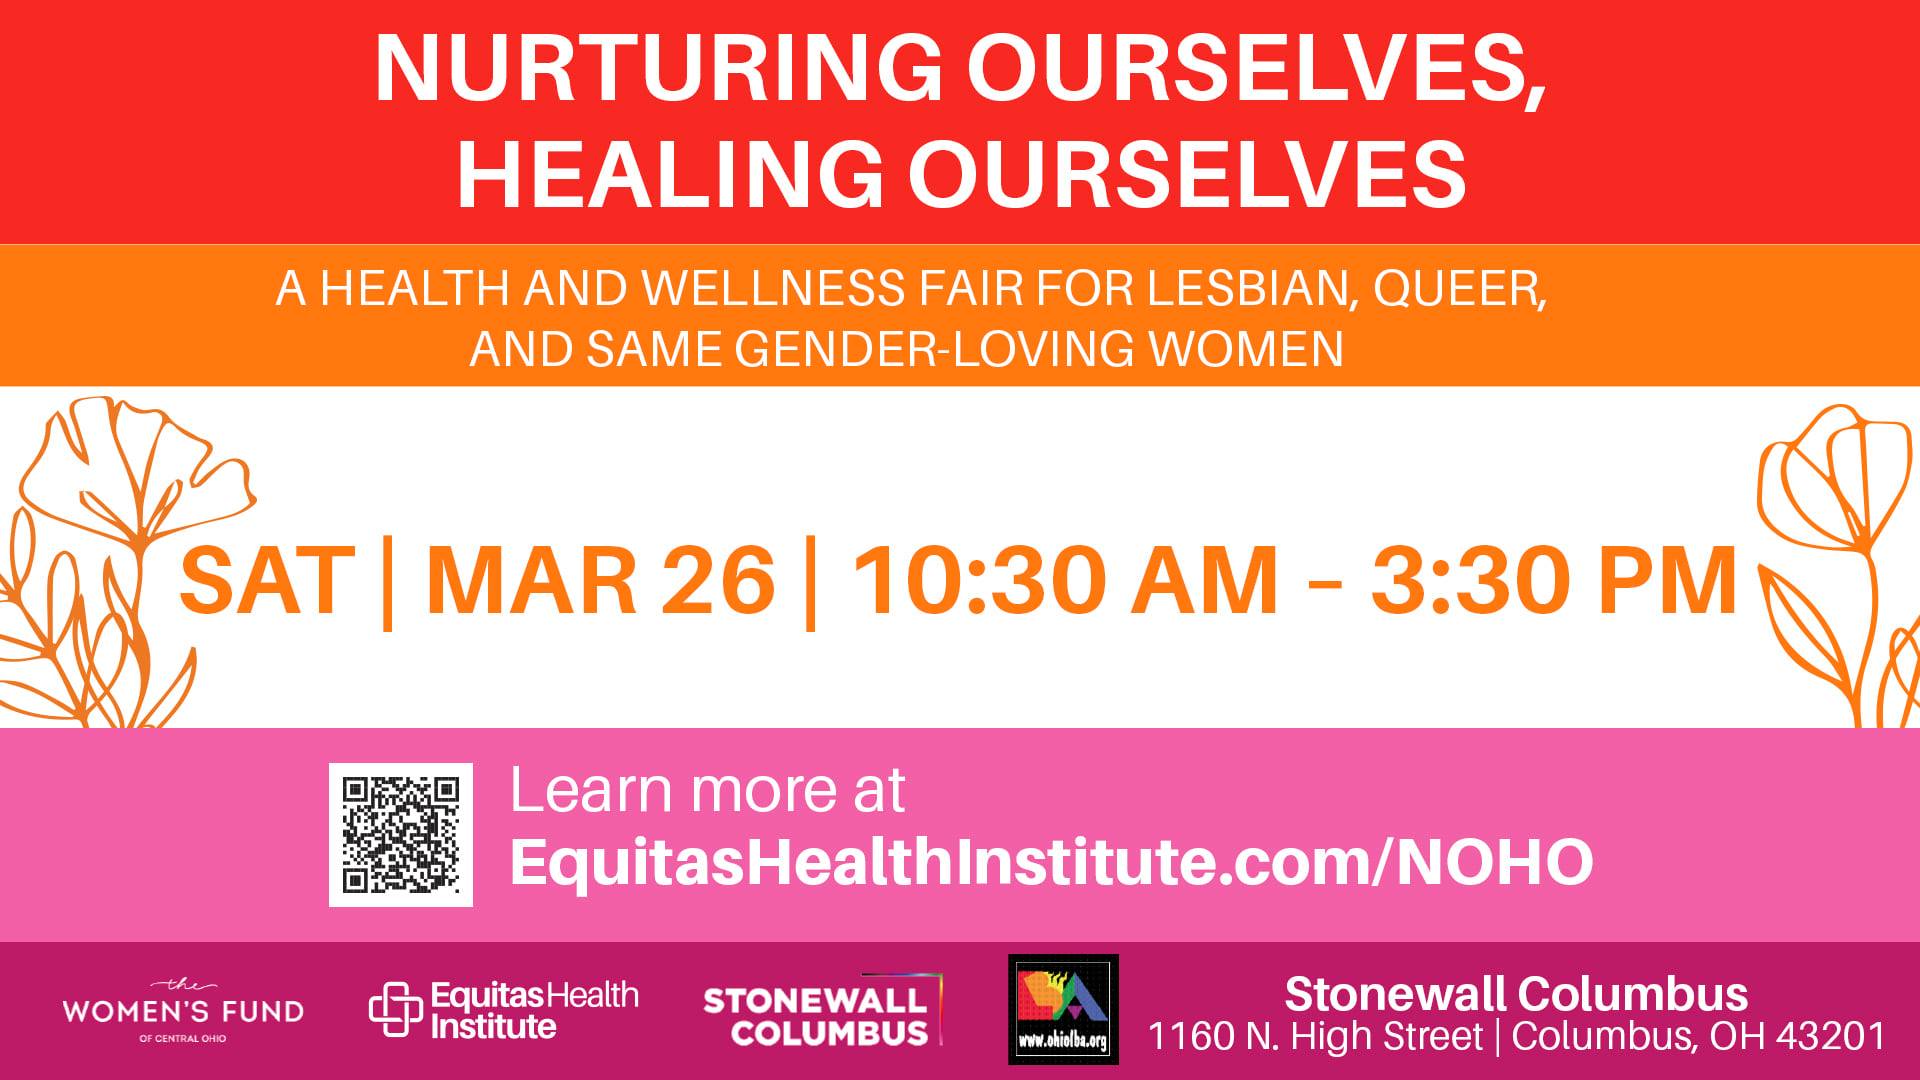 NURTURING OURSELVES,
HEALING OURSELVES
A HEALTH AND WELLNESS FAIR FOR LESBIAN, QUEER,
AND SAME GENDER-LOVING WOMEN
SAT | MAR 26 | 10:30 AM – 3:30 PM
Learn more at
EquitasHealthInstitute.com/NOHO
the
WOMEN'S FUND
OF CENTRAL OHIO
Equitas Health
Institute
STONEWALL
COLUMBUS
www.ohiolba.org
Stonewall Columbus
1160 N. High Street | Columbus, OH 43201